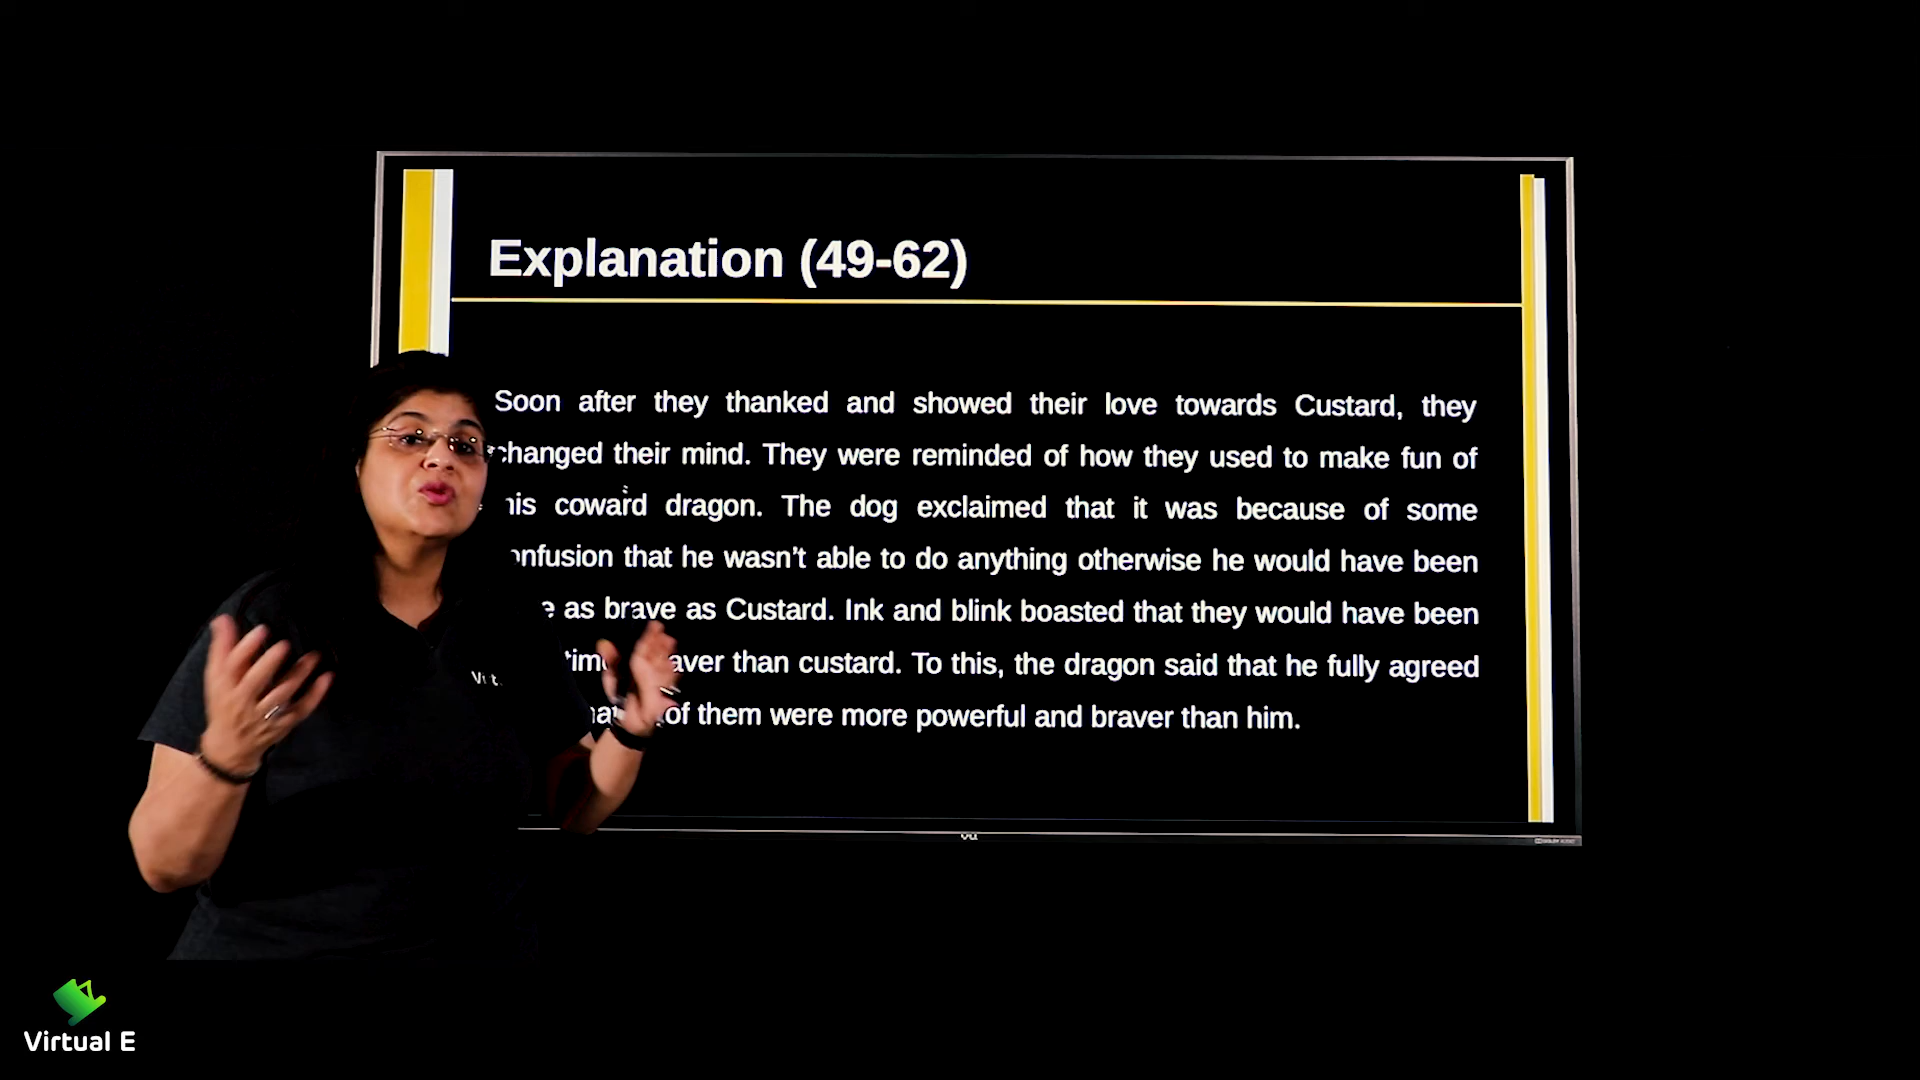 Explanation (49-62)
Soon after they thanked and showed their love towards Custard, they
changed their mind. They were reminded of how they used to make fun of
his coward dragon. The dog exclaimed that it was because of some
onfusion that he wasn't able to do anything otherwise he would have been
as brave as Custard. Ink and blink boasted that they would have been
than custard. To this, the dragon said that he fully agreed
of them were more powerful and braver than him.
Virtual E